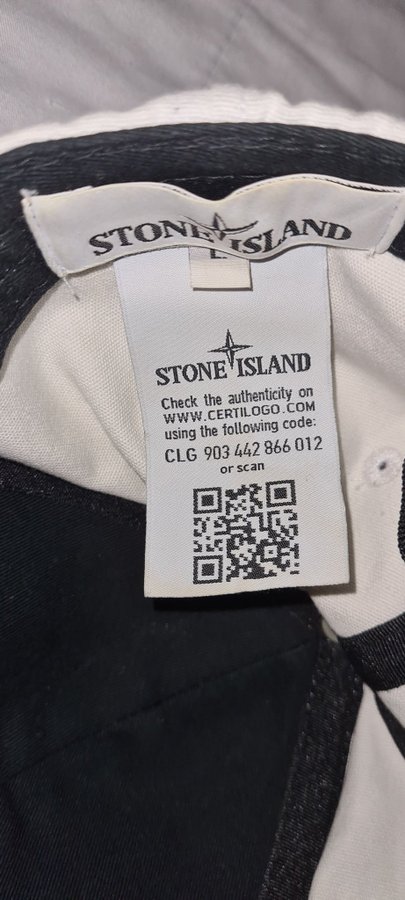 STONE ISLAND
L
STONE ISLAND
Check the authenticity on
WWW.CERTILOGO.COM
using the following code:
CLG 903 442 866 012
or scan